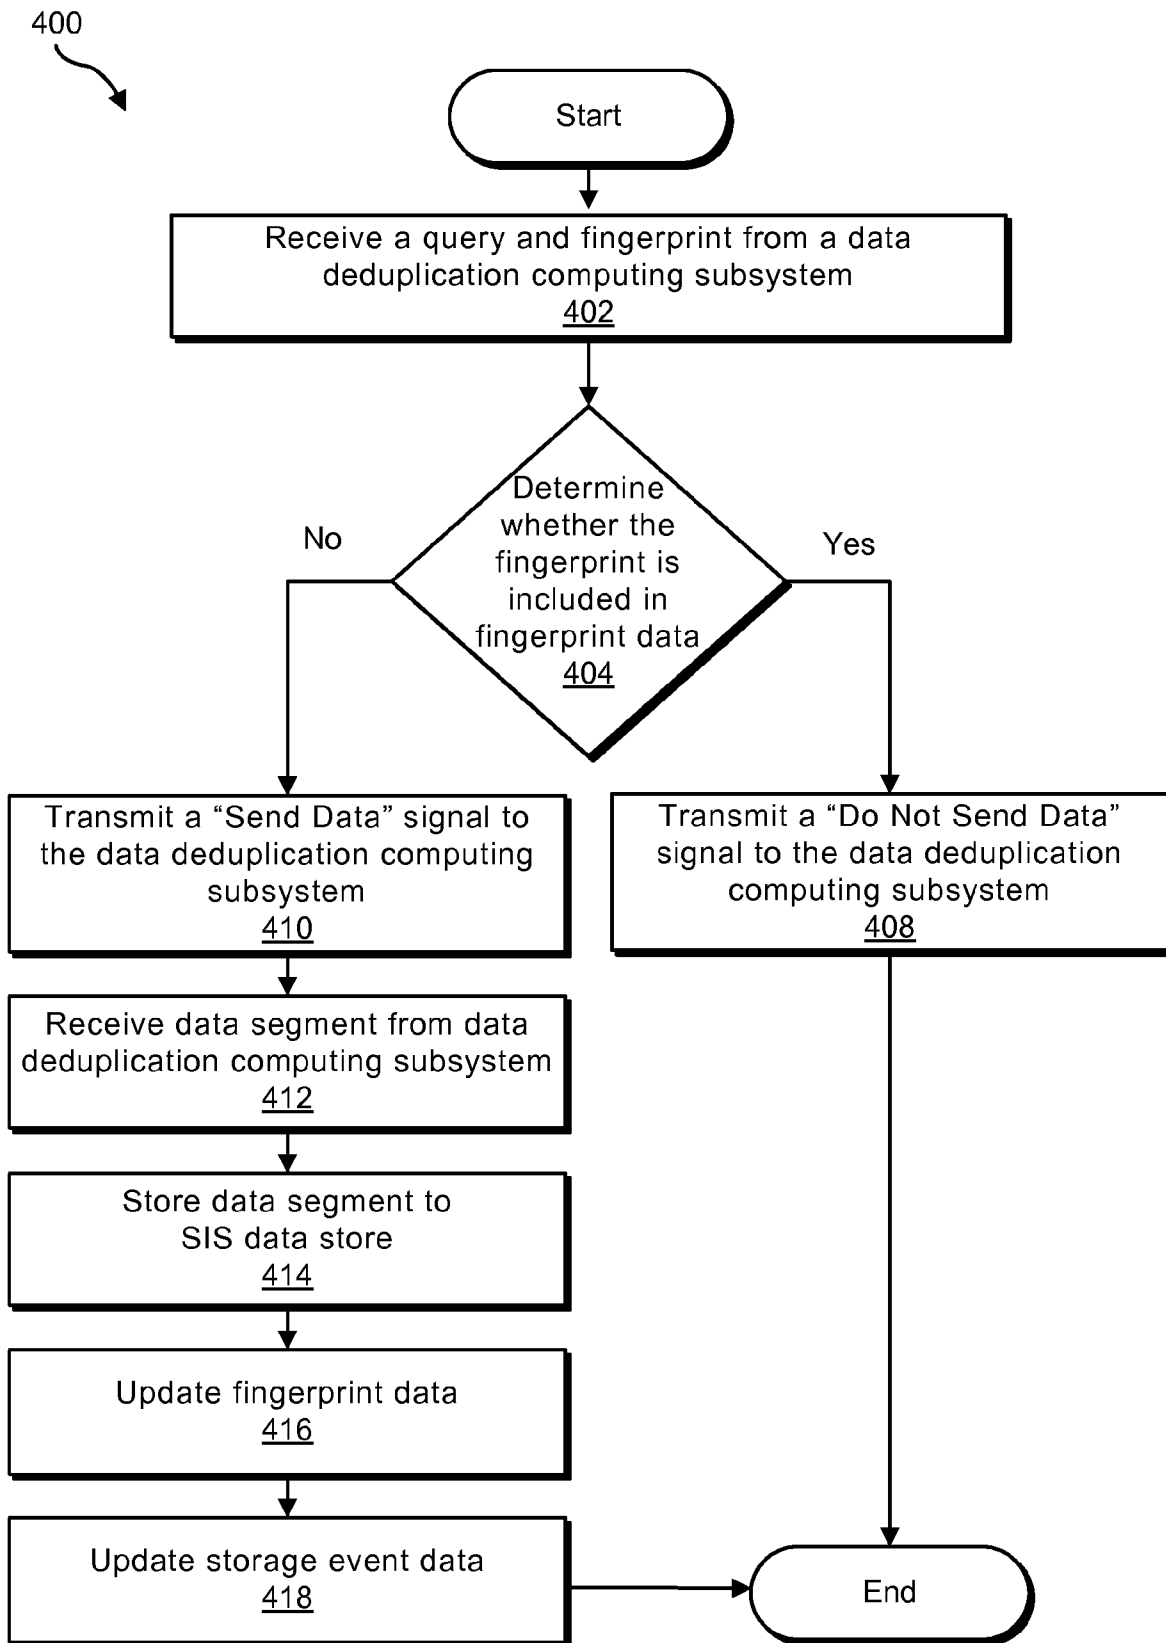 400
Start
Receive a query and fingerprint from a data
deduplication computing subsystem
402
Determine
whether the
fingerprint is
included in
fingerprint data
404
No
Yes
Transmit a “Send Data” signal to
the data deduplication computing
subsystem
410
Transmit a “Do Not Send Data”
signal to the data deduplication
computing subsystem
408
Receive data segment from data
deduplication computing subsystem
412
Store data segment to
SIS data store
414
Update fingerprint data
416
Update storage event data
418
End